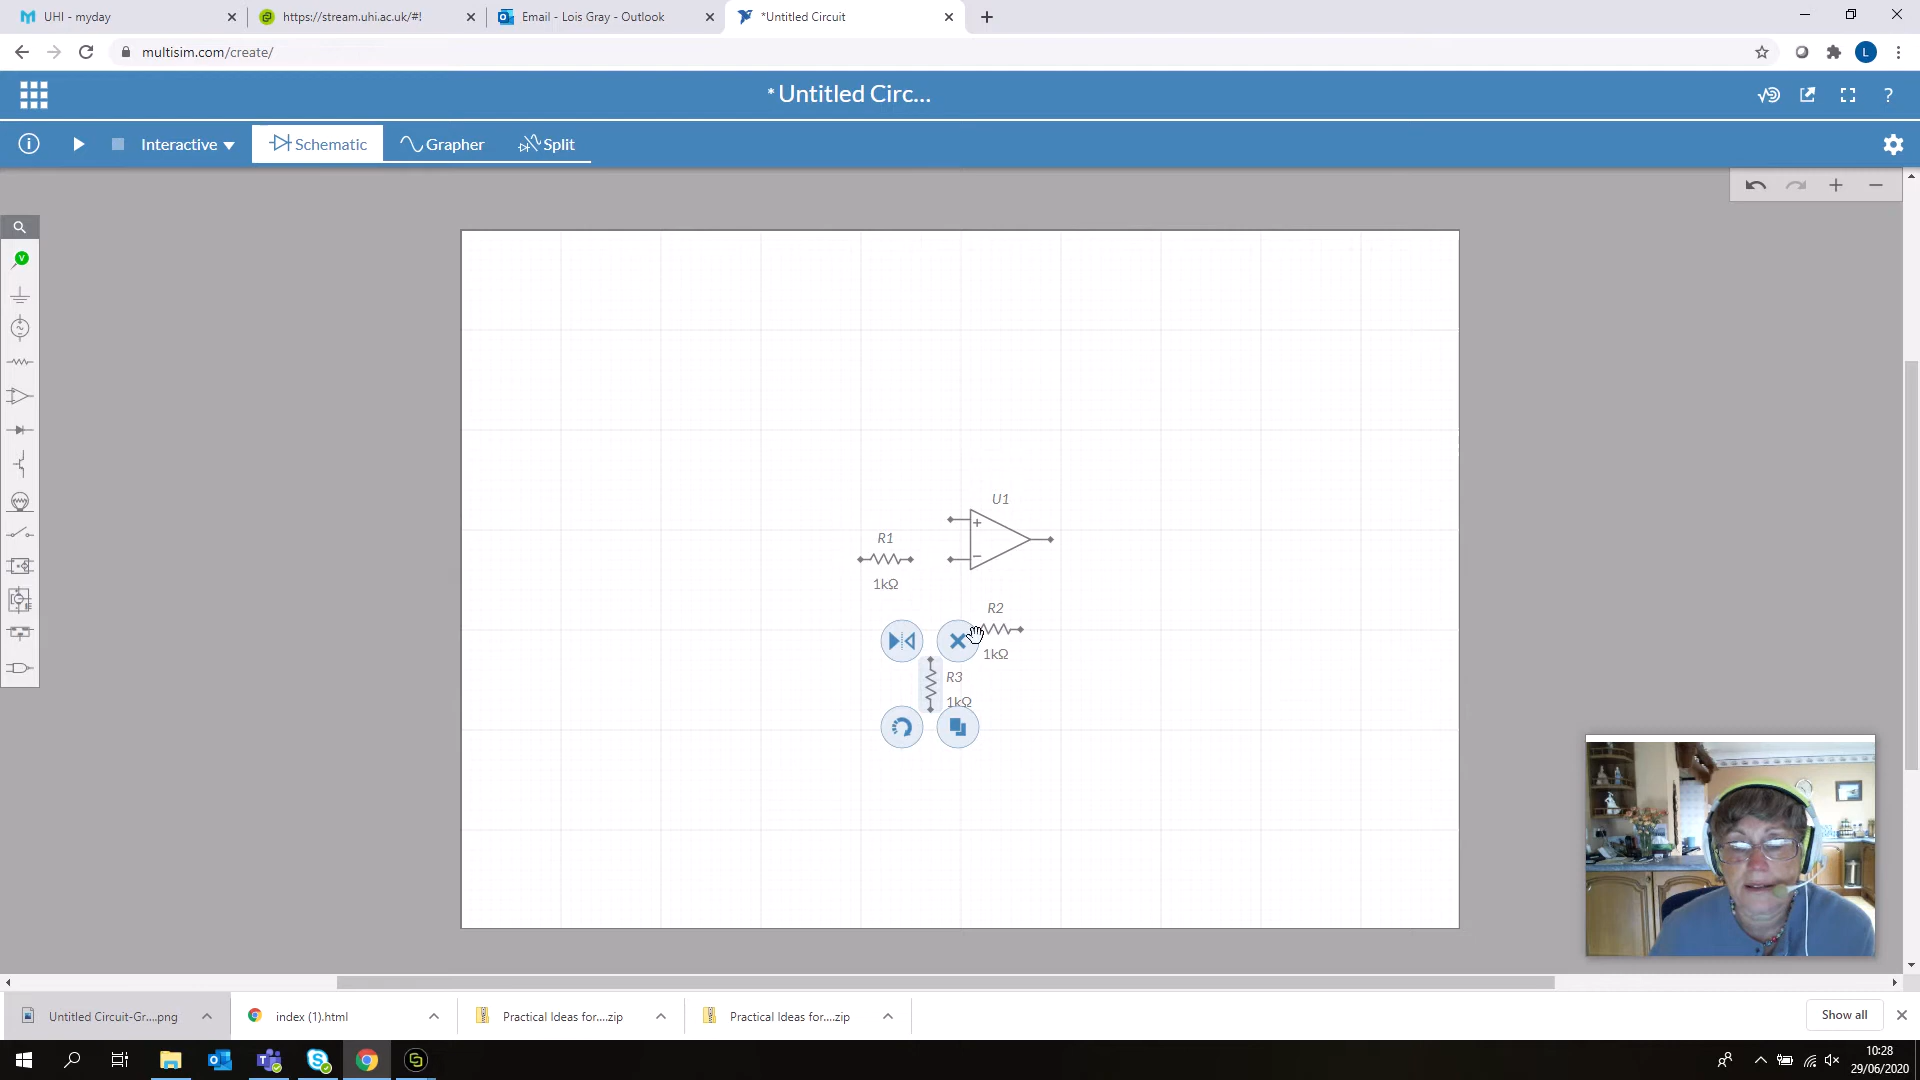 UHI - myday
https://stream.uhi.ac.uk/#!
Email - Lois Gray - Outlook
*Untitled Circuit
multisim.com/create/
L
*Untitled Circ...
?
i
Interactive
Schematic
Grapher
Split
V
U1
+
−
R1
1kΩ
R2
1kΩ
R3
1kΩ
Untitled Circuit-Gr....png
index (1).html
Practical Ideas for....zip
Practical Ideas for....zip
Show all
10:28
29/06/2020